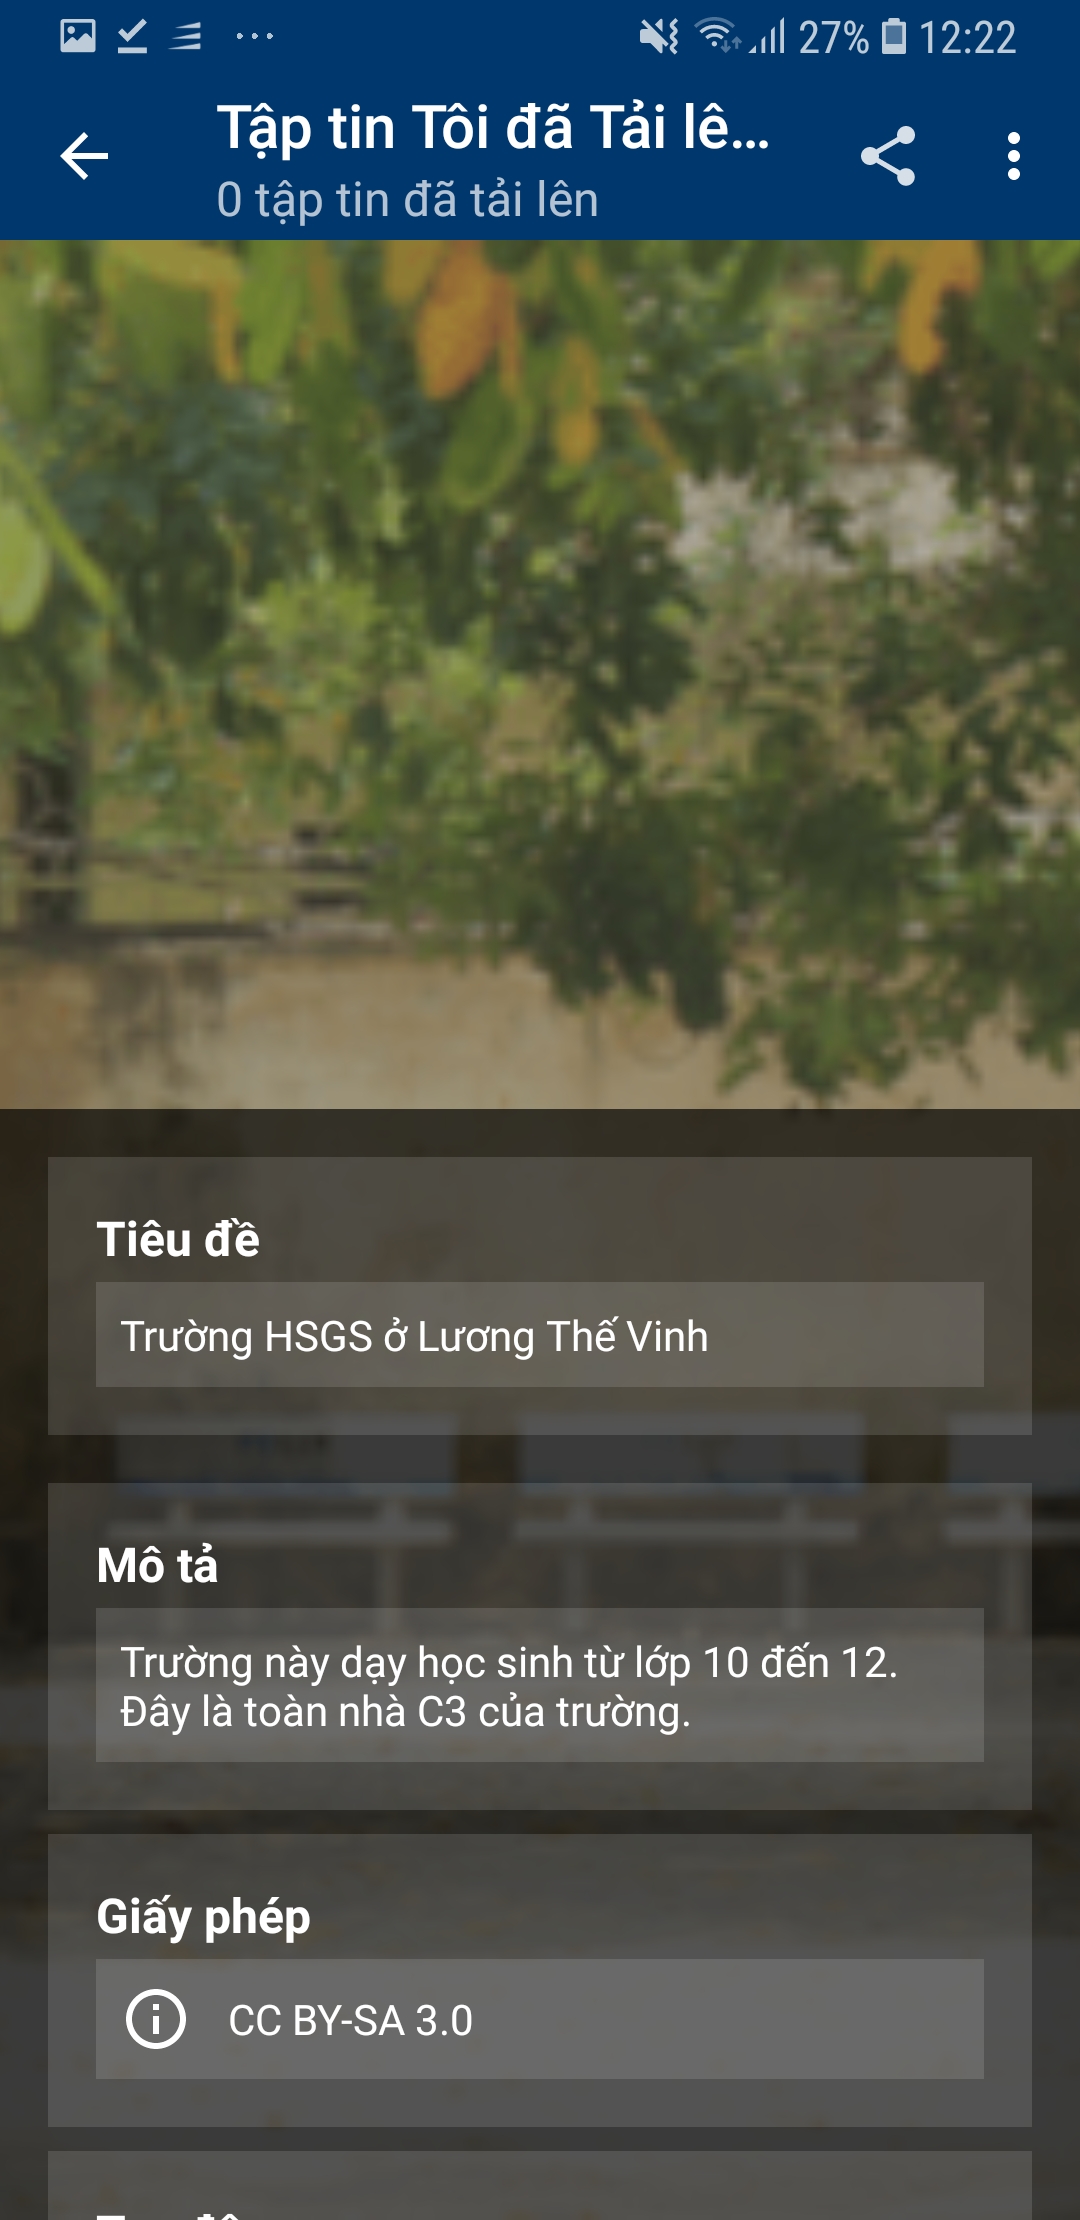 27% 12:22
Tập tin Tôi đã Tải lê...
0 tập tin đã tải lên
Tiêu đề
Trường HSGS ở Lương Thế Vinh
Mô tả
Trường này dạy học sinh từ lớp 10 đến 12.
Đây là toàn nhà C3 của trường.
Giấy phép
CC BY-SA 3.0